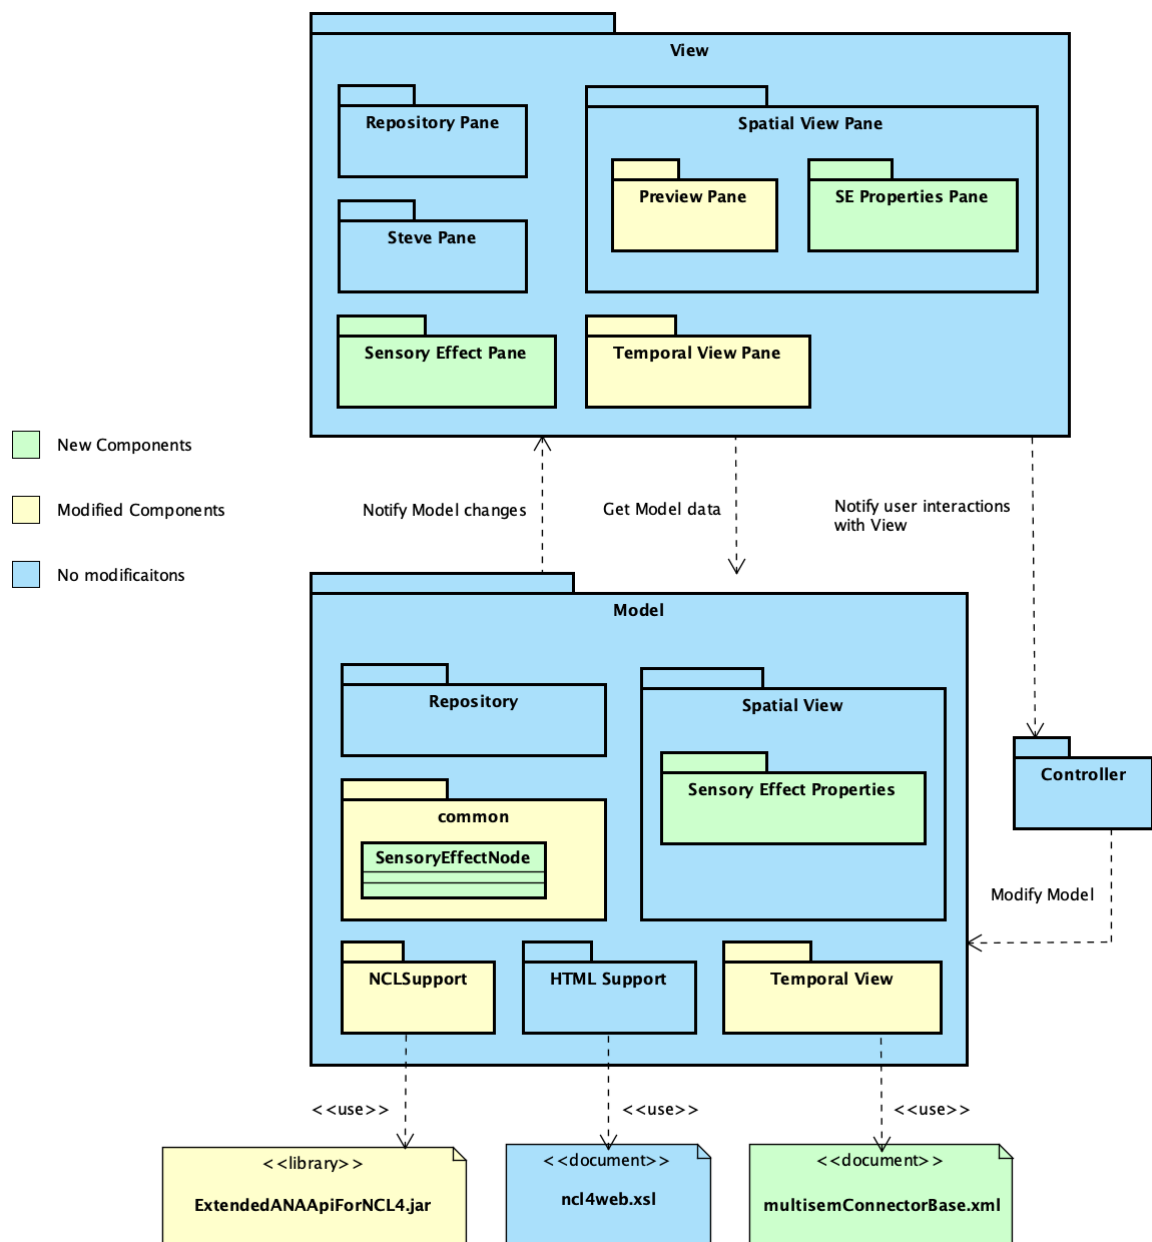 View
Repository Pane
Spatial View Pane
Preview Pane
SE Properties Pane
Steve Pane
Sensory Effect Pane
Temporal View Pane
New Components
Modified Components
No modificaitons
Notify Model changes
Get Model data
Notify user interactions
with View
Model
Repository
Spatial View
Sensory Effect Properties
common
SensoryEffectNode
Controller
Modify Model
NCLSupport
HTML Support
Temporal View
<<use>>
<<use>>
<<use>>
<<library>>
ExtendedANAApiForNCL4.jar
<<document>>
ncl4web.xsl
<<document>>
multisemConnectorBase.xml